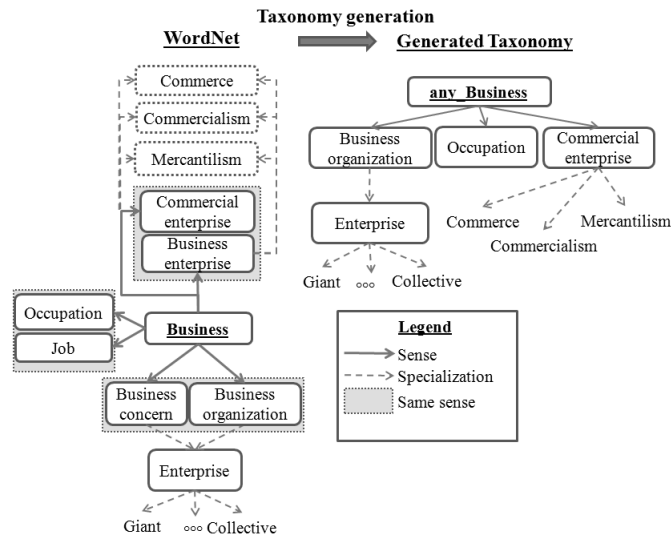 Taxonomy generation
WordNet
Generated Taxonomy
Commerce
Commercialism
Mercantilism
Commercial
enterprise
Business
enterprise
Occupation
Job
Business
Business
concern
Business
organization
Enterprise
Giant
ooo
Collective
any_Business
Business
organization
Occupation
Commercial
enterprise
Enterprise
Commerce
Commercialism
Mercantilism
Giant
ooo
Collective
Legend
Sense
Specialization
Same sense